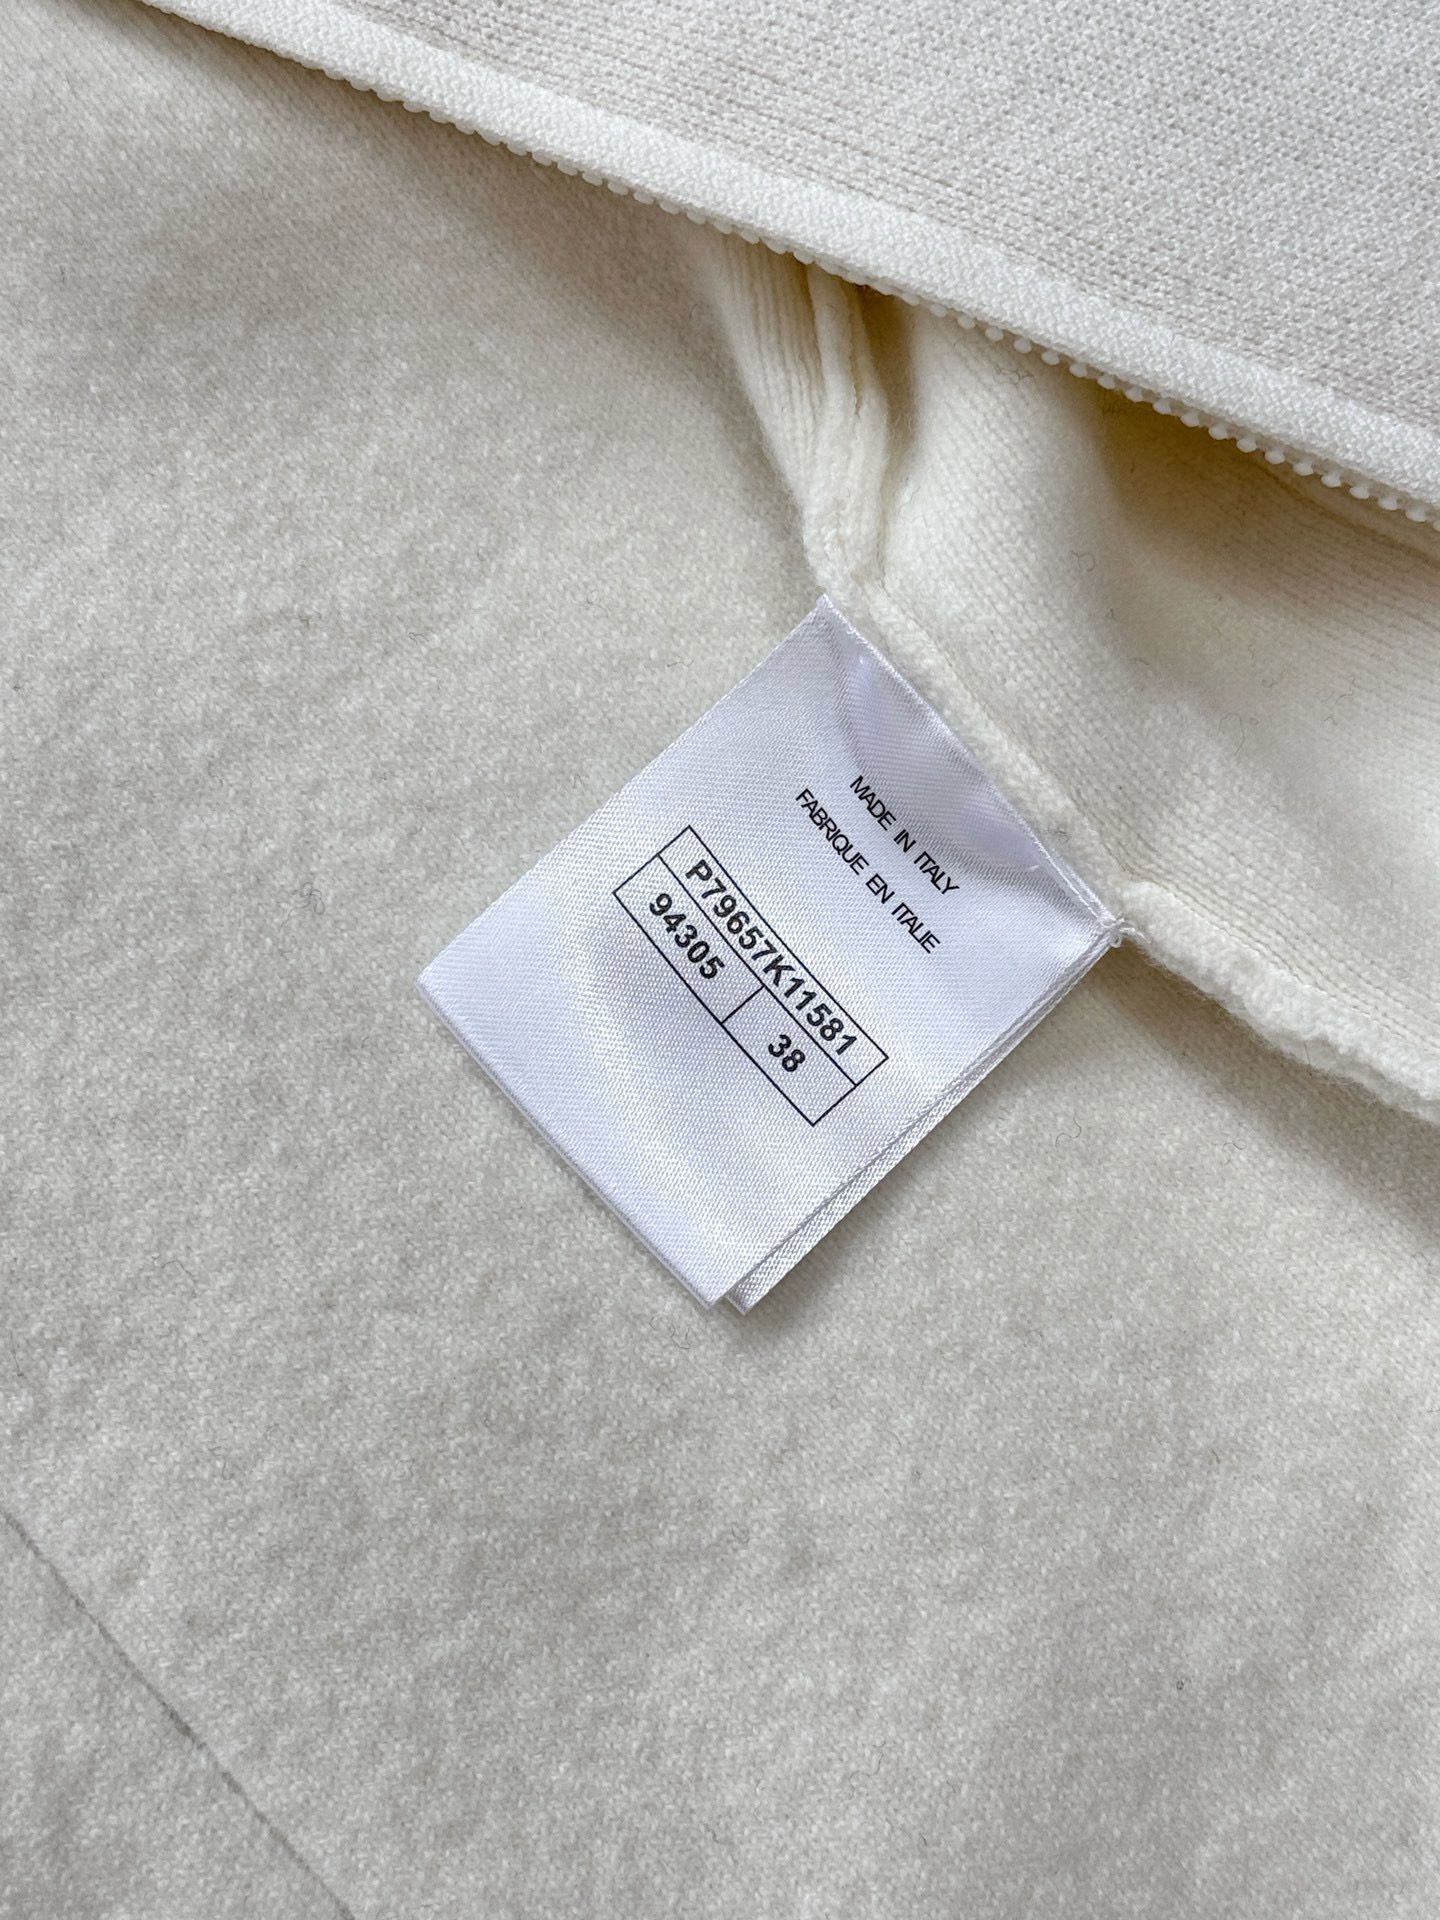 MADE IN ITALY
FABRIQUE EN ITALIE
P79657K11581
94305 38